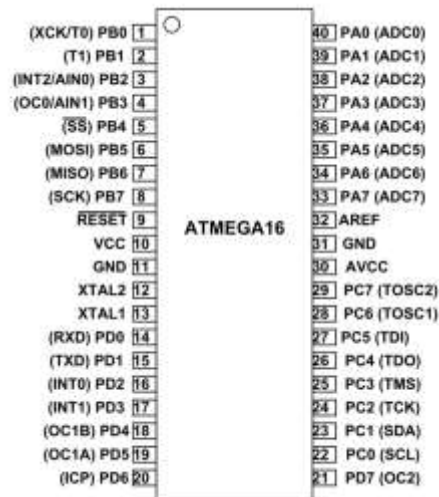 (XCK/T0) PB0 1 40 PA0 (ADC0)
(T1) PB1 2 39 PA1 (ADC1)
(INT2/AIN0) PB2 3 38 PA2 (ADC2)
(OC0/AIN1) PB3 4 37 PA3 (ADC3)
(SS) PB4 5 36 PA4 (ADC4)
(MOSI) PB5 6 35 PA5 (ADC5)
(MISO) PB6 7 34 PA6 (ADC6)
(SCK) PB7 8 33 PA7 (ADC7)
RESET 9 ATMEGA16 32 AREF
VCC 10 31 GND
GND 11 30 AVCC
XTAL2 12 29 PC7 (TOSC2)
XTAL1 13 28 PC6 (TOSC1)
(RXD) PD0 14 27 PC5 (TDI)
(TXD) PD1 15 26 PC4 (TDO)
(INT0) PD2 16 25 PC3 (TMS)
(INT1) PD3 17 24 PC2 (TCK)
(OC1B) PD4 18 23 PC1 (SDA)
(OC1A) PD5 19 22 PC0 (SCL)
(ICP) PD6 20 21 PD7 (OC2)